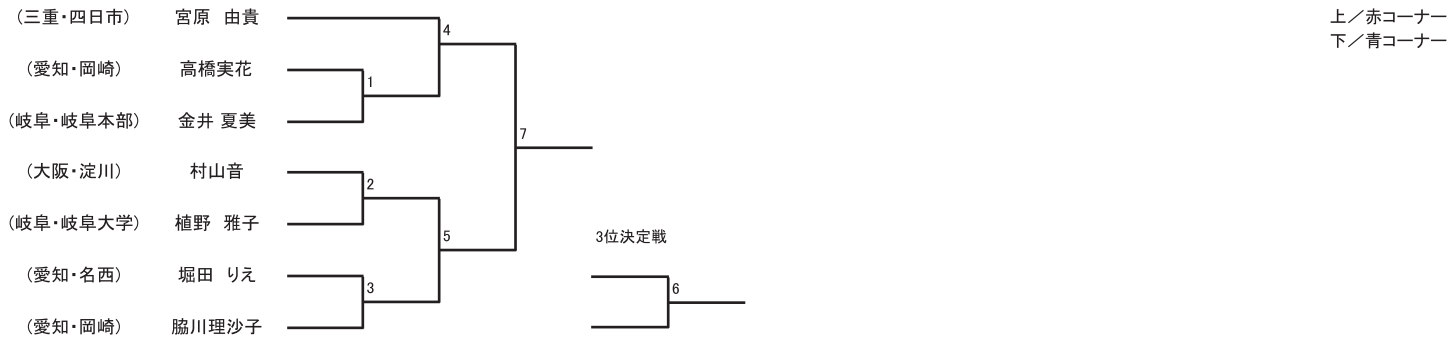 (三重・四日市) 宮原 由貴
上／赤コーナー
4
下／青コーナー
(愛知・岡崎) 高橋実花
1
(岐阜・岐阜本部) 金井 夏美
7
(大阪・淀川) 村山音
2
(岐阜・岐阜大学) 植野 雅子
5
3位決定戦
(愛知・名西) 堀田 りえ
3
6
(愛知・岡崎) 脇川理沙子